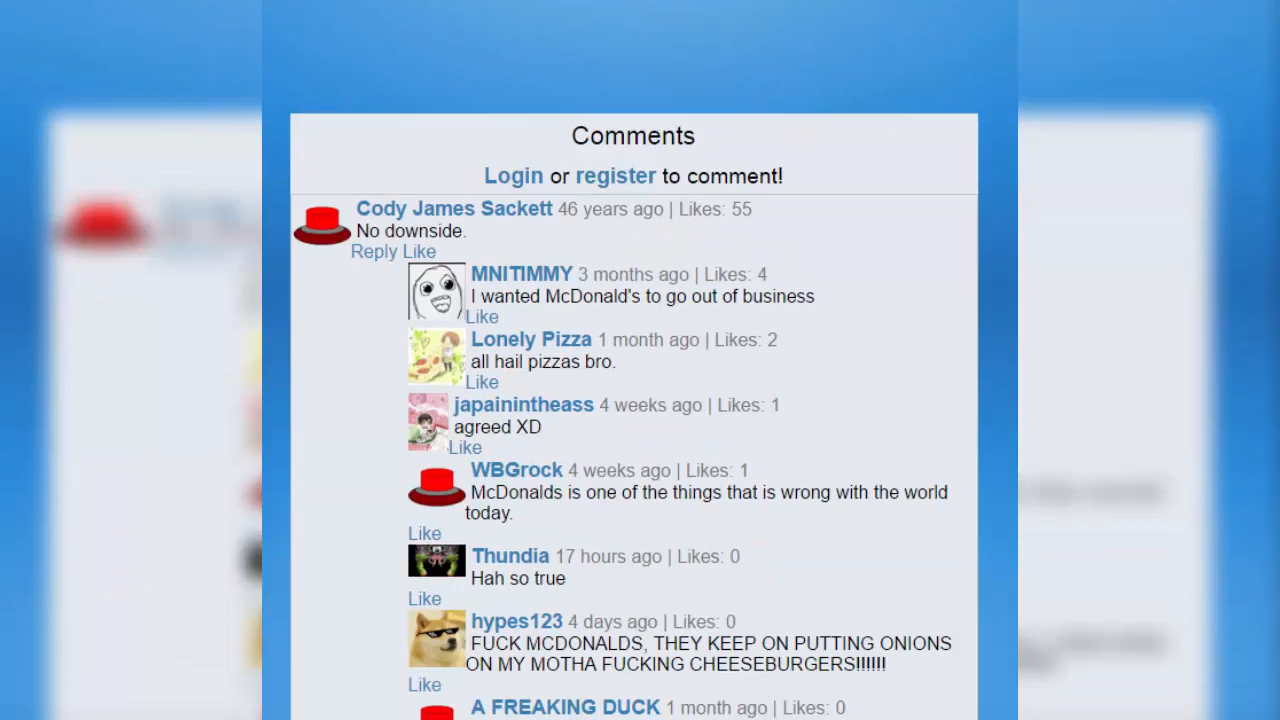 Comments
Login or register to comment!
Cody James Sackett 46 years ago | Likes: 55
No downside.
Reply Like
MNITIMMY 3 months ago | Likes: 4
I wanted McDonald's to go out of business
Like
Lonely Pizza 1 month ago | Likes: 2
all hail pizzas bro.
Like
japainintheass 4 weeks ago | Likes: 1
agreed XD
Like
WBGrock 4 weeks ago | Likes: 1
McDonalds is one of the things that is wrong with the world
today.
Like
Thundia 17 hours ago | Likes: 0
Hah so true
Like
hypes123 4 days ago | Likes: 0
FUCK MCDONALDS, THEY KEEP ON PUTTING ONIONS
ON MY MOTHA FUCKING CHEESEBURGERS!!!!!!
Like
A FREAKING DUCK 1 month ago | Likes: 0